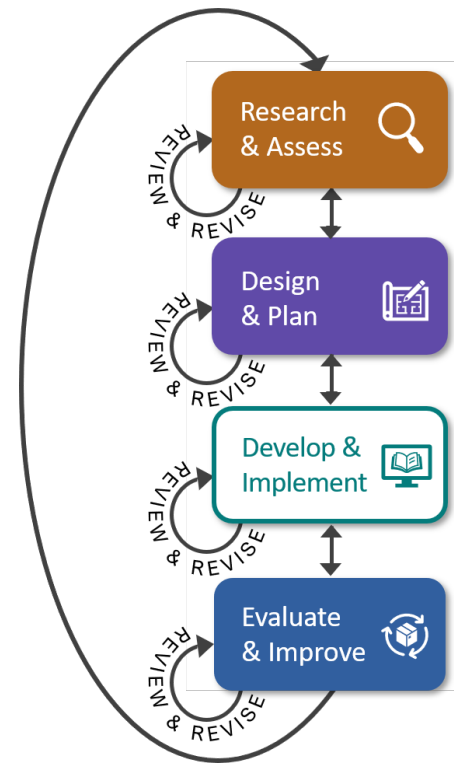 Research
& Assess
REVIEW & REVISE
Design
& Plan
REVIEW & REVISE
Develop &
Implement
REVIEW & REVISE
Evaluate
& Improve
REVIEW & REVISE